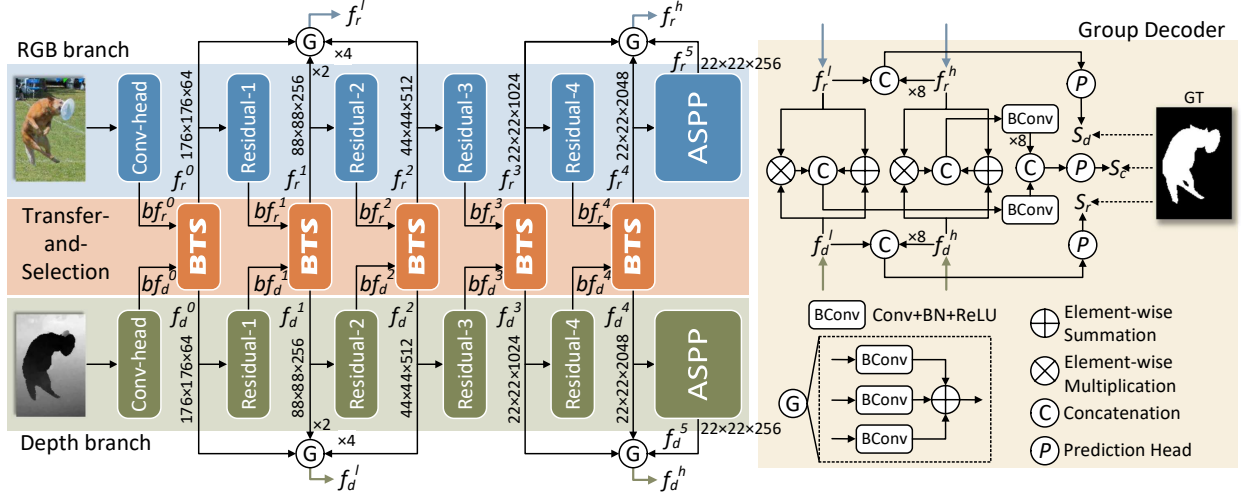 RGB branch
Conv-head
176×176×64
Residual-1
88×88×256
Residual-2
44×44×512
Residual-3
22×22×1024
Residual-4
22×22×2048
ASPP
22×22×256
f_r^l
G
×4
×2
f_r^h
G
f_r^5
f_r^0
f_r^1
f_r^2
f_r^3
f_r^4
Transfer-
and-
Selection
bf_r^0
bf_r^1
bf_r^2
bf_r^3
bf_r^4
BTS
BTS
BTS
BTS
BTS
bf_d^0
bf_d^1
bf_d^2
bf_d^3
bf_d^4
f_d^0
f_d^1
f_d^2
f_d^3
f_d^4
Conv-head
176×176×64
Residual-1
88×88×256
Residual-2
44×44×512
Residual-3
22×22×1024
Residual-4
22×22×2048
ASPP
22×22×256
Depth branch
×2
×4
G
f_d^l
f_d^5
G
f_d^h
Group Decoder
f_r^l
C
×8
f_r^h
P
GT
BConv
×8
S_d
C
C
C
P
S_c
BConv
S_r
f_d^l
C
×8
f_d^h
P
BConv
Conv+BN+ReLU
G
BConv
BConv
BConv
Element-wise
Summation
Element-wise
Multiplication
C
Concatenation
P
Prediction Head